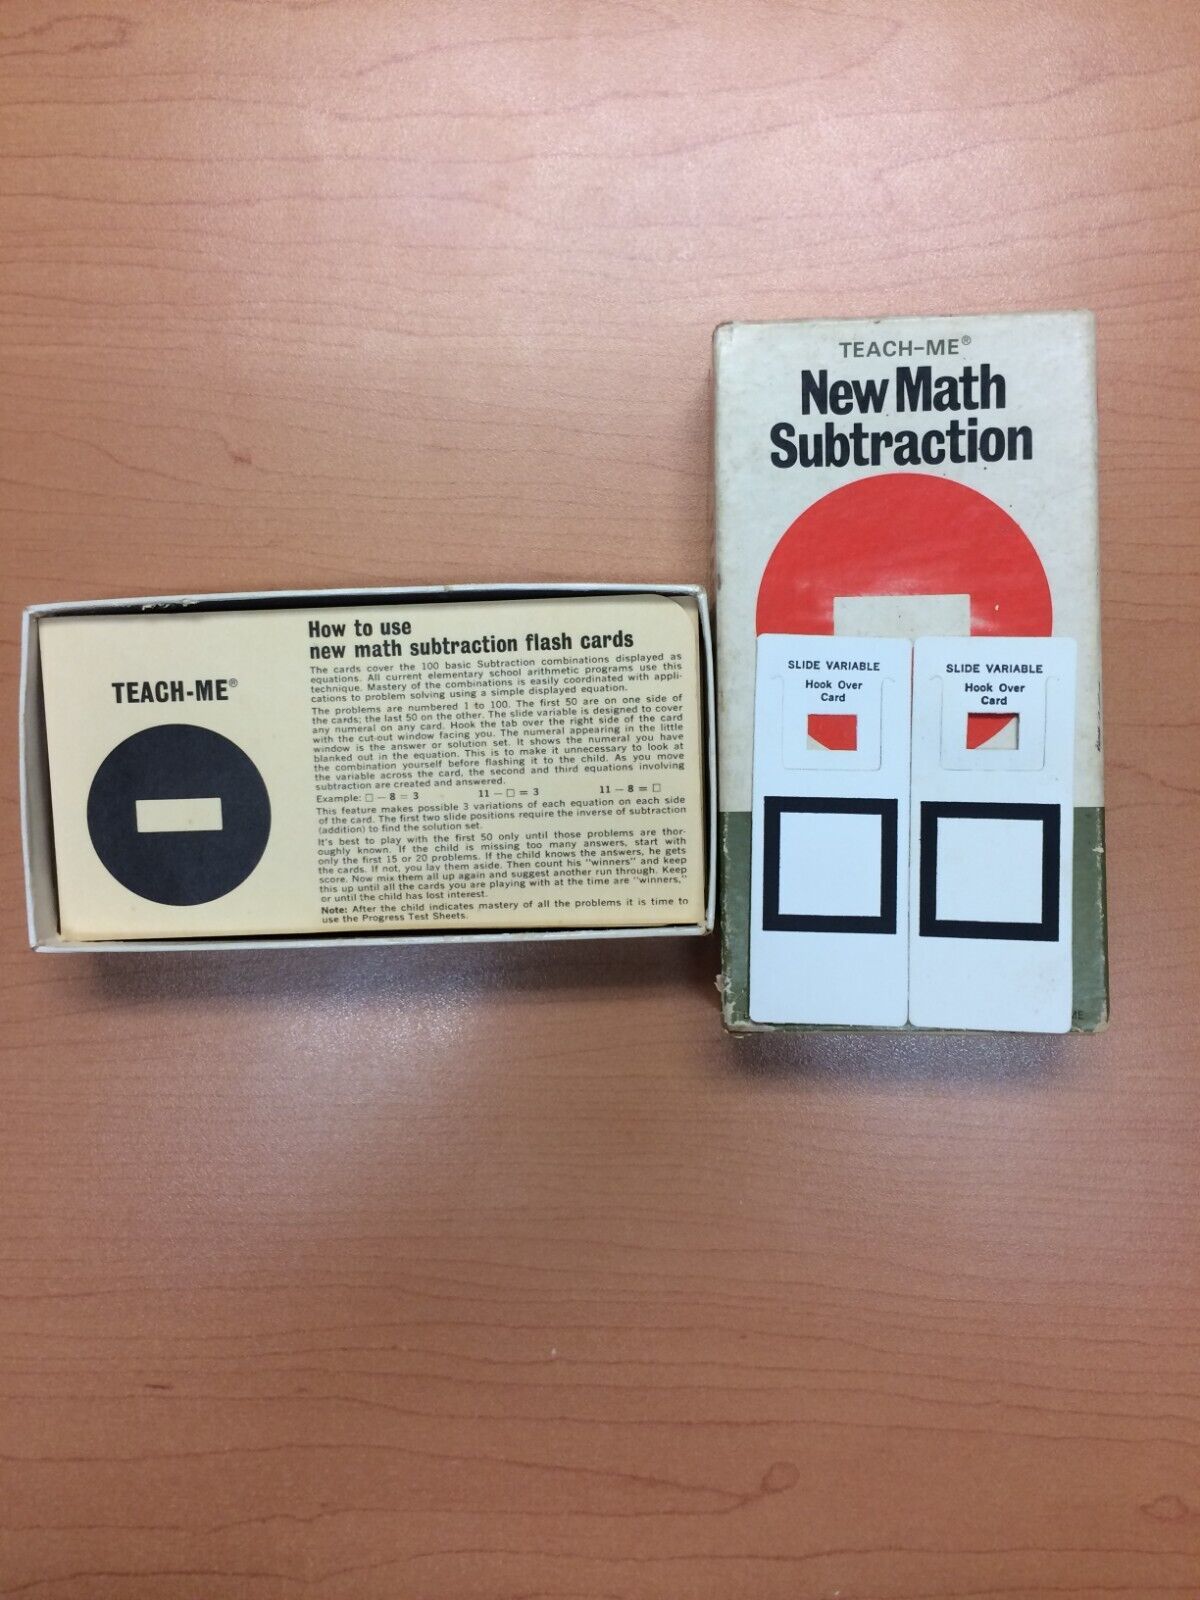 TEACH-ME®
How to use
new math subtraction flash cards
The cards cover the 100 basic Subtraction combinations displayed as
equations. All current elementary school arithmetic programs use this
technique. Mastery of the combinations is easily coordinated with appli-
cations to problem solving using a simple displayed equation.
The problems are numbered 1 to 100. The first 50 are on one side of
the cards; the last 50 on the other. The slide variable is designed to cover
any numeral on any card. Hook the tab over the right side of the card
with the cut-out window facing you. The numeral appearing in the little
window is the answer or solution set. It shows the numeral you have
blanked out in the equation. This is to make it unnecessary to look at
the combination yourself before flashing it to the child. As you move
the variable across the card, the second and third equations involving
subtraction are created and answered.
Example: □ − 8 = 3 11 − □ = 3 11 − 8 = □
This feature makes possible 3 variations of each equation on each side
of the card. The first two slide positions require the inverse of subtraction
(addition) to find the solution set.
It's best to play with the first 50 only until those problems are thor-
oughly known. If the child is missing too many answers, start with
only the first 15 or 20 problems. If the child knows the answers, he gets
the cards. If not, you lay them aside. Then count his "winners" and keep
score. Now mix them all up again and suggest another run through. Keep
this up until all the cards you are playing with at the time are "winners,"
or until the child has lost interest.
Note: After the child indicates mastery of all the problems it is time to
use the Progress Test Sheets.
TEACH-ME®
New Math
Subtraction
SLIDE VARIABLE
Hook Over
Card
SLIDE VARIABLE
Hook Over
Card